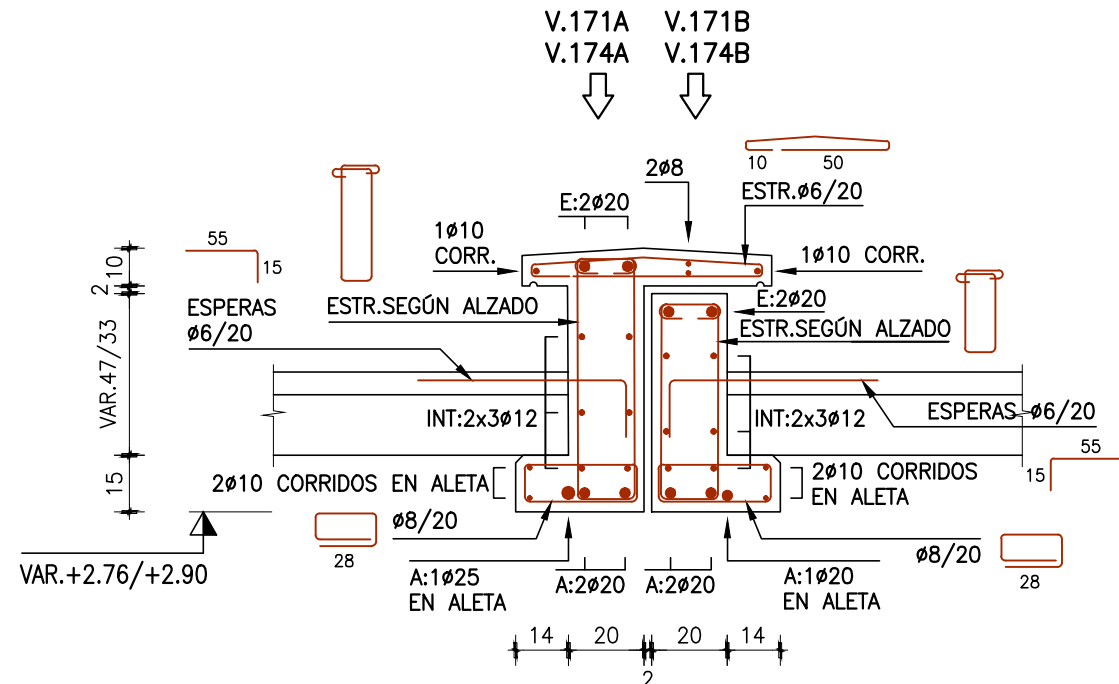 V.171A V.171B
V.174A V.174B
10 50
2ø8
ESTR.ø6/20
E:2ø20
1ø10
CORR.
1ø10 CORR.
55
15
10
2
VAR.47/33
15
ESPERAS
ø6/20
ESTR.SEGÚN ALZADO
E:2ø20
ESTR.SEGÚN ALZADO
INT:2x3ø12
INT:2x3ø12
ESPERAS ø6/20
55
15
2ø10 CORRIDOS EN ALETA
2ø10 CORRIDOS
EN ALETA
ø8/20
28
ø8/20
28
VAR.+2.76/+2.90
A:1ø25
EN ALETA
A:2ø20
A:2ø20
A:1ø20
EN ALETA
14 20 20 14
2